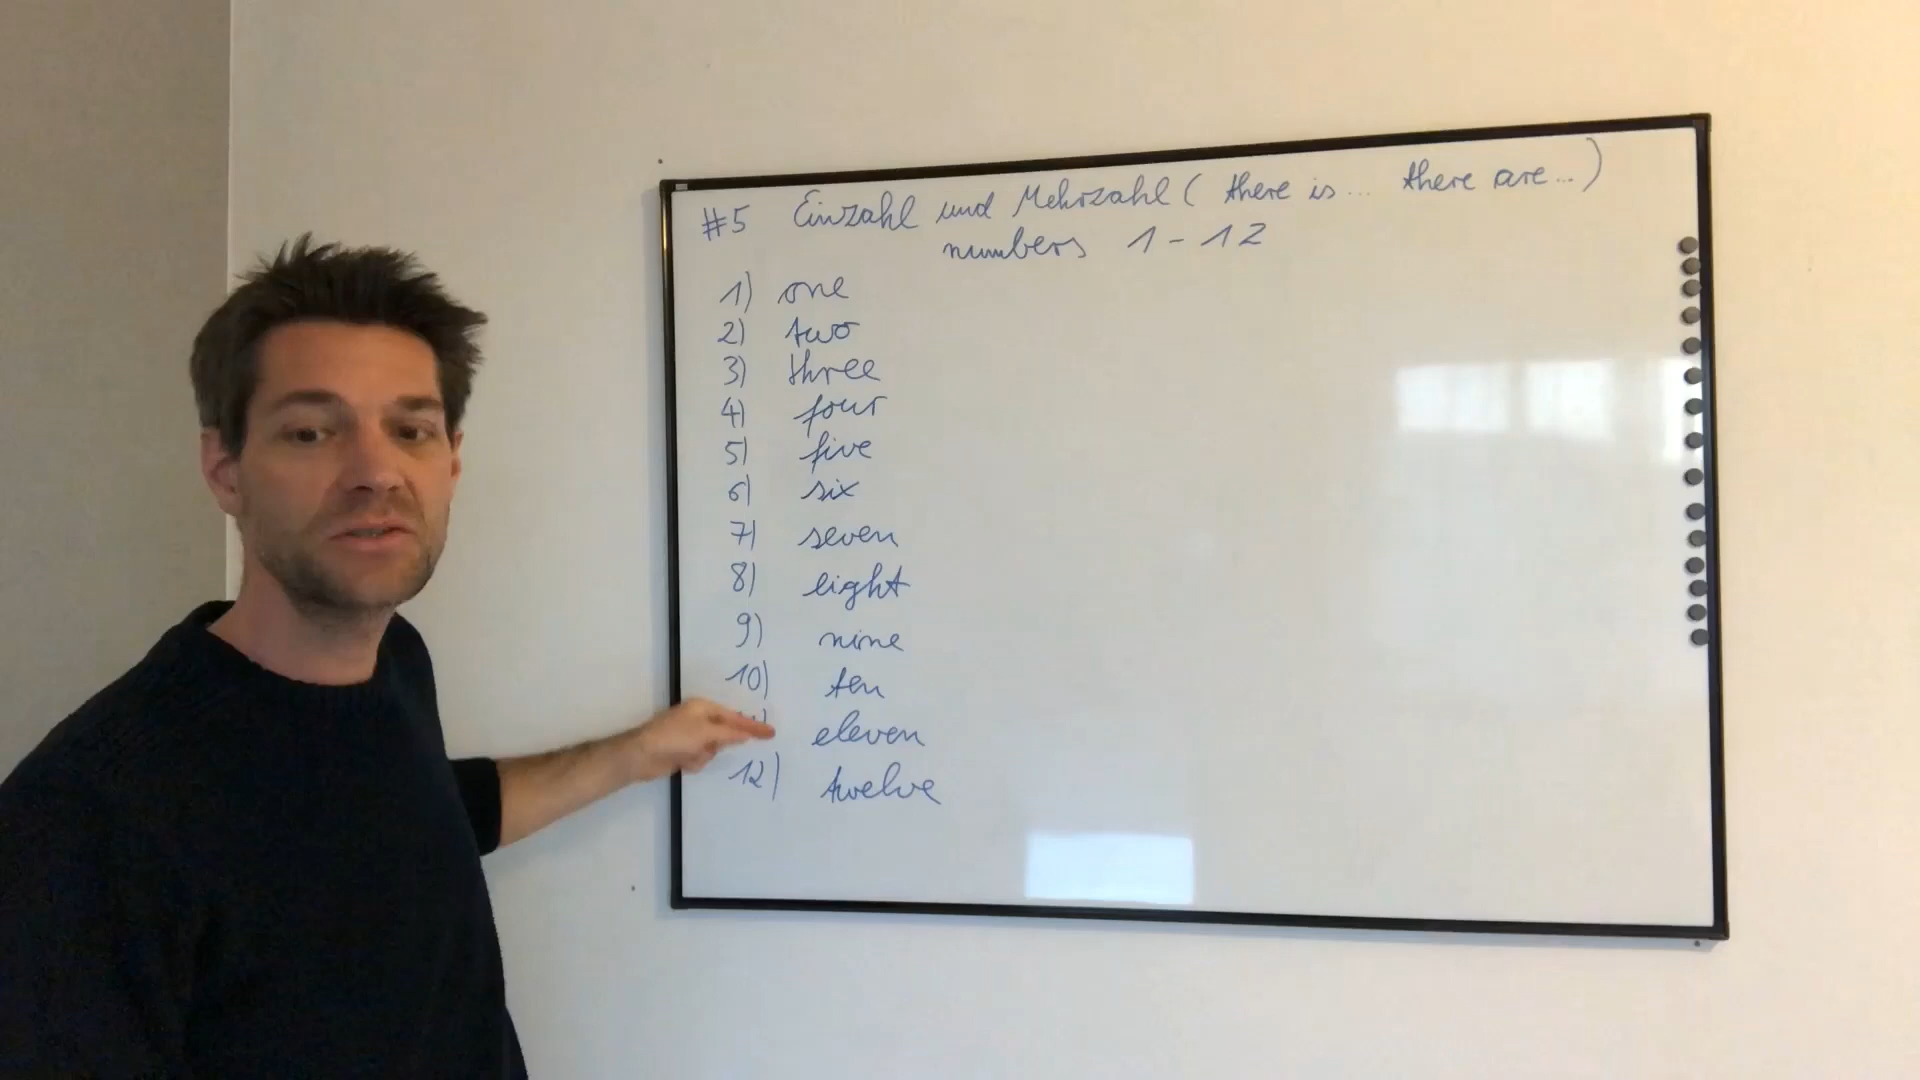 #5 Einzahl und Mehrzahl ( there is ... there are ... )
numbers 1 - 12
1) one
2) two
3) three
4) four
5) five
6) six
7) seven
8) eight
9) nine
10) ten
eleven
12) twelve